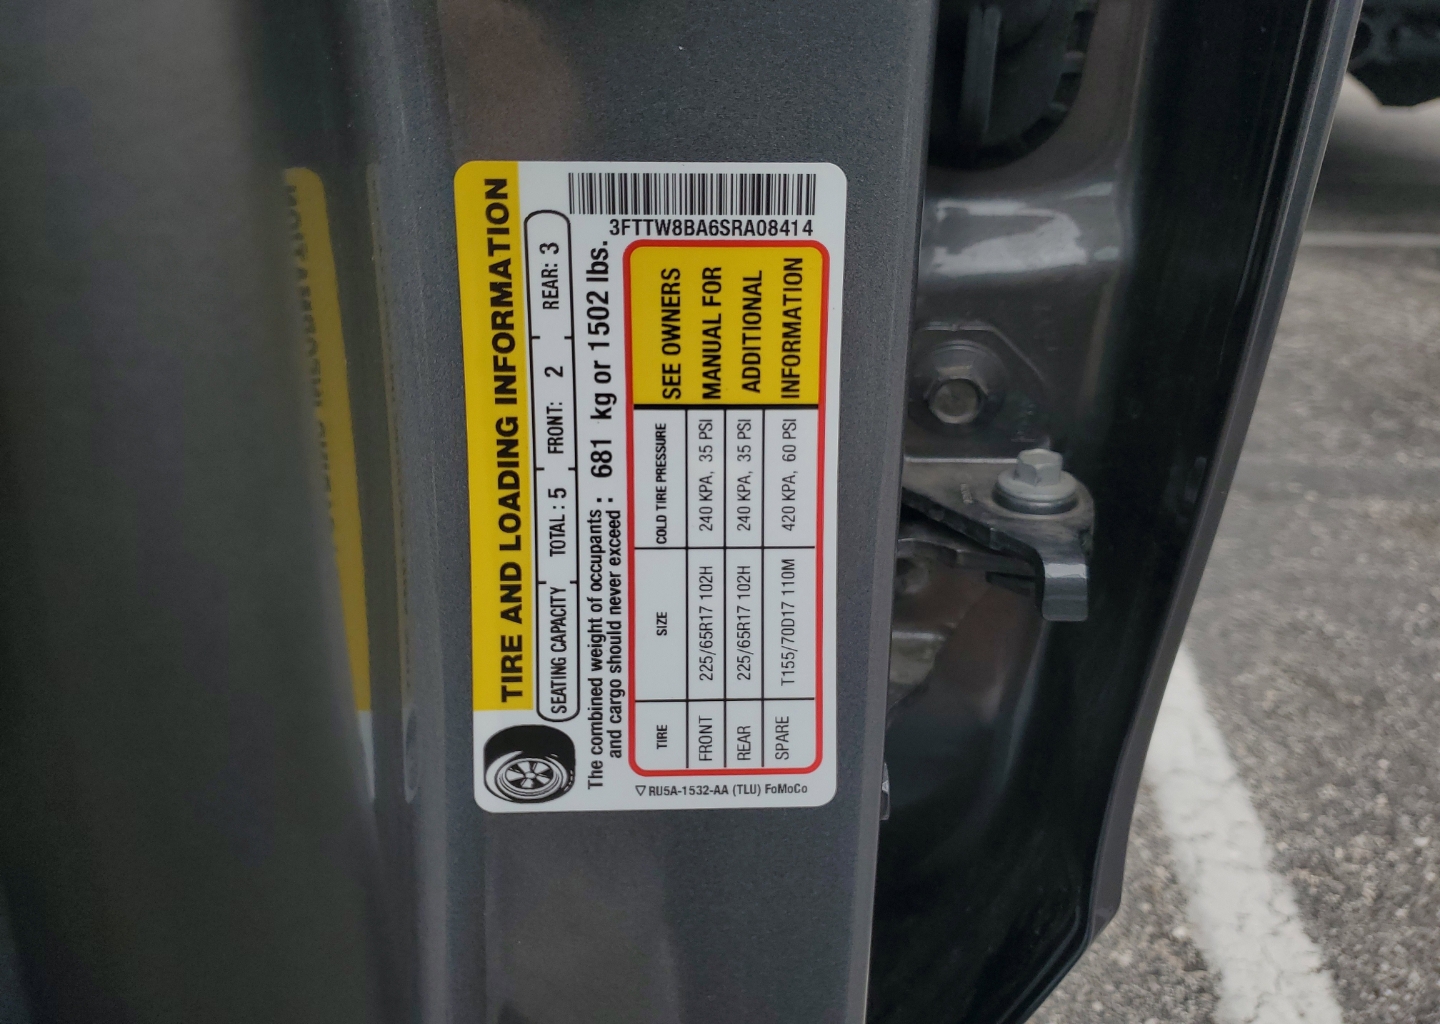 TIRE AND LOADING INFORMATION
SEATING CAPACITY TOTAL : 5 FRONT: 2 REAR: 3
The combined weight of occupants and cargo should never exceed : 681 kg or 1502 lbs.
3FTTW8BA6SRA08414
TIRE SIZE COLD TIRE PRESSURE
FRONT 225/65R17 102H 240 KPA, 35 PSI
REAR 225/65R17 102H 240 KPA, 35 PSI
SPARE T155/70D17 110M 420 KPA, 60 PSI
SEE OWNERS
MANUAL FOR
ADDITIONAL
INFORMATION
RU5A-1532-AA (TLU) FoMoCo